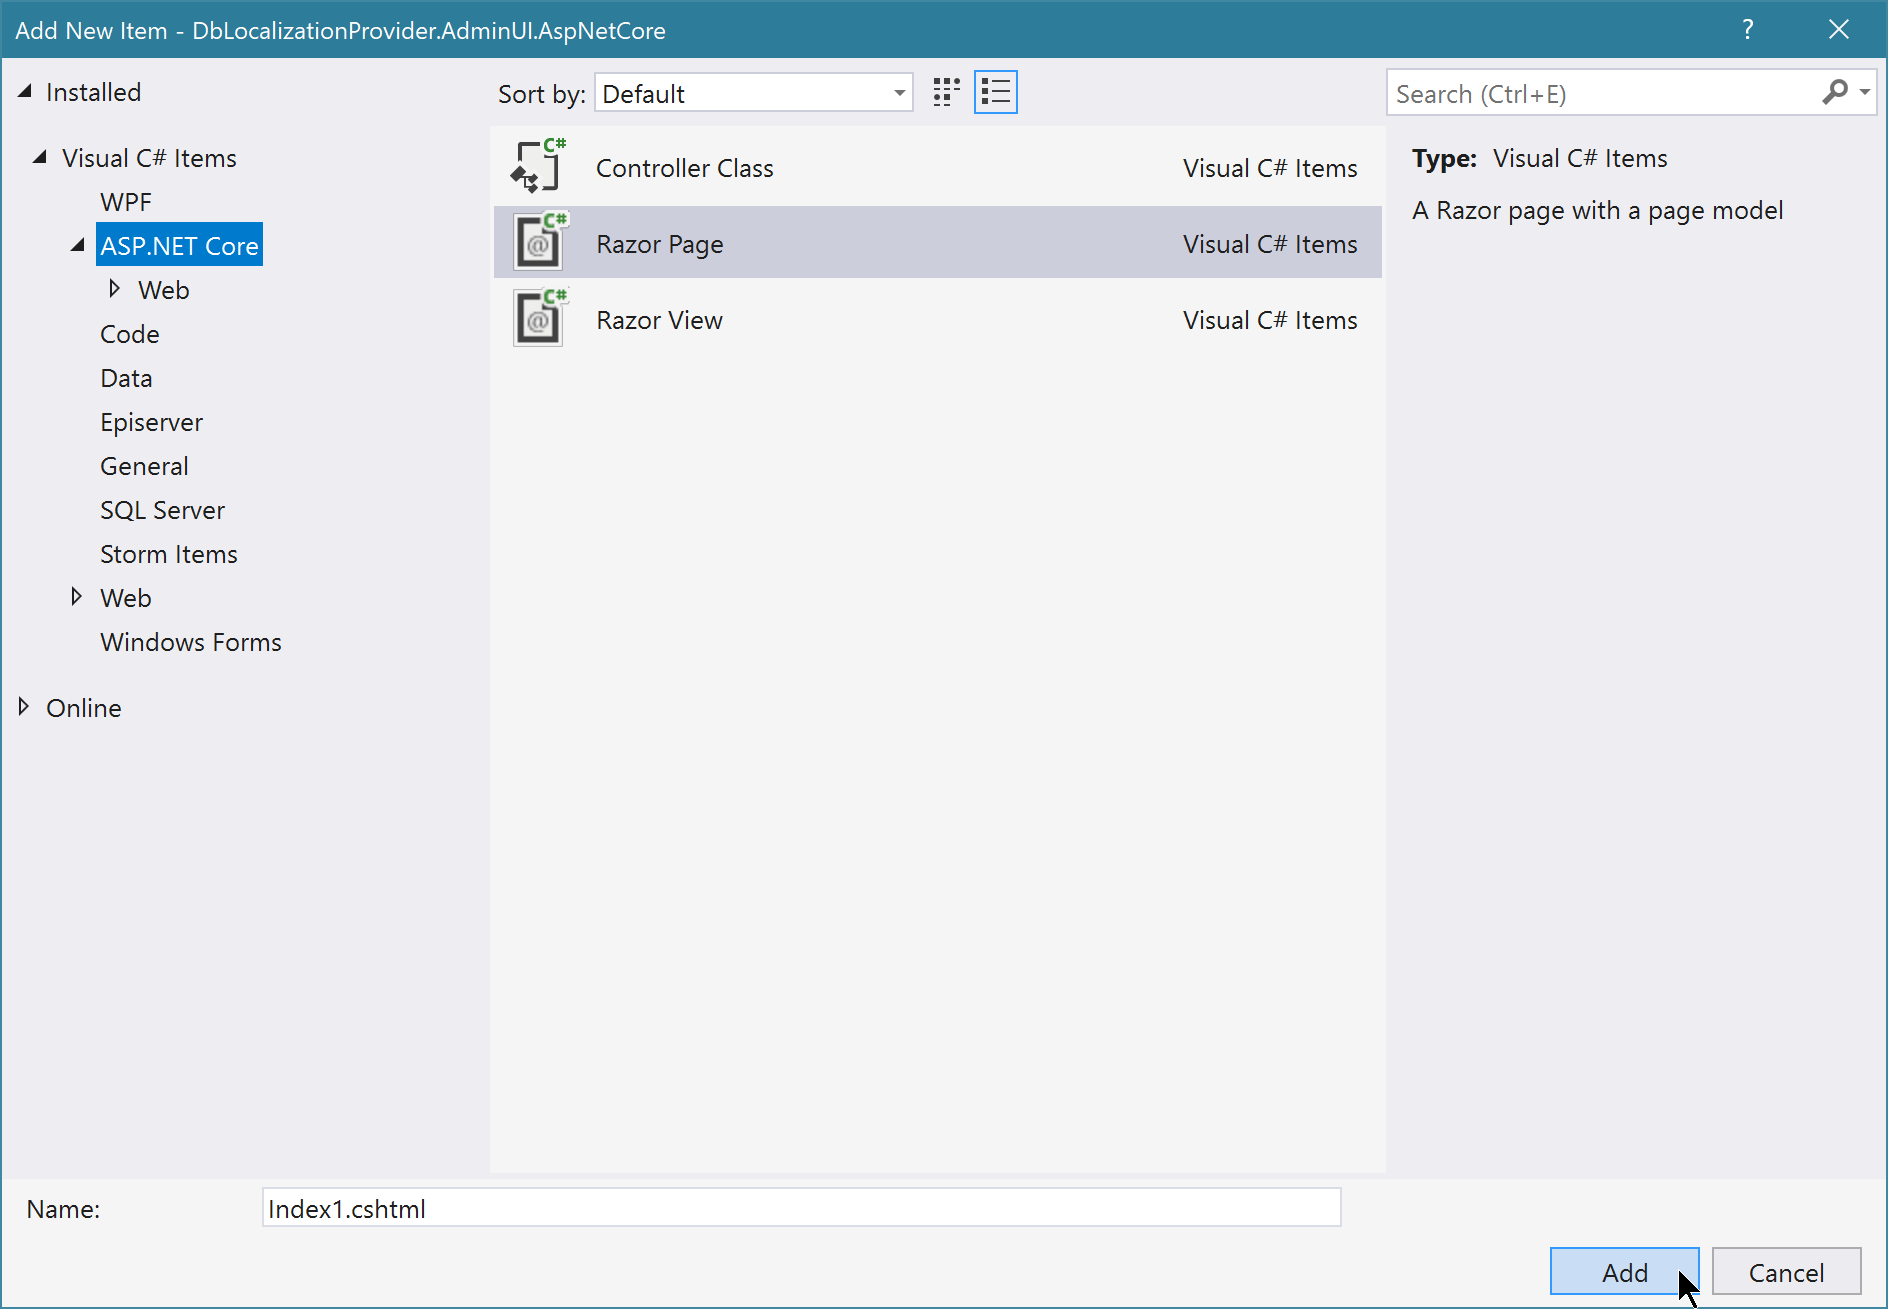 Add New Item - DbLocalizationProvider.AdminUI.AspNetCore ?
Installed
Visual C# Items
WPF
ASP.NET Core
Web
Code
Data
Episerver
General
SQL Server
Storm Items
Web
Windows Forms
Online
Sort by: Default
C# Controller Class Visual C# Items
C# @ Razor Page Visual C# Items
C# @ Razor View Visual C# Items
Search (Ctrl+E)
Type: Visual C# Items
A Razor page with a page model
Name: Index1.cshtml
Add Cancel